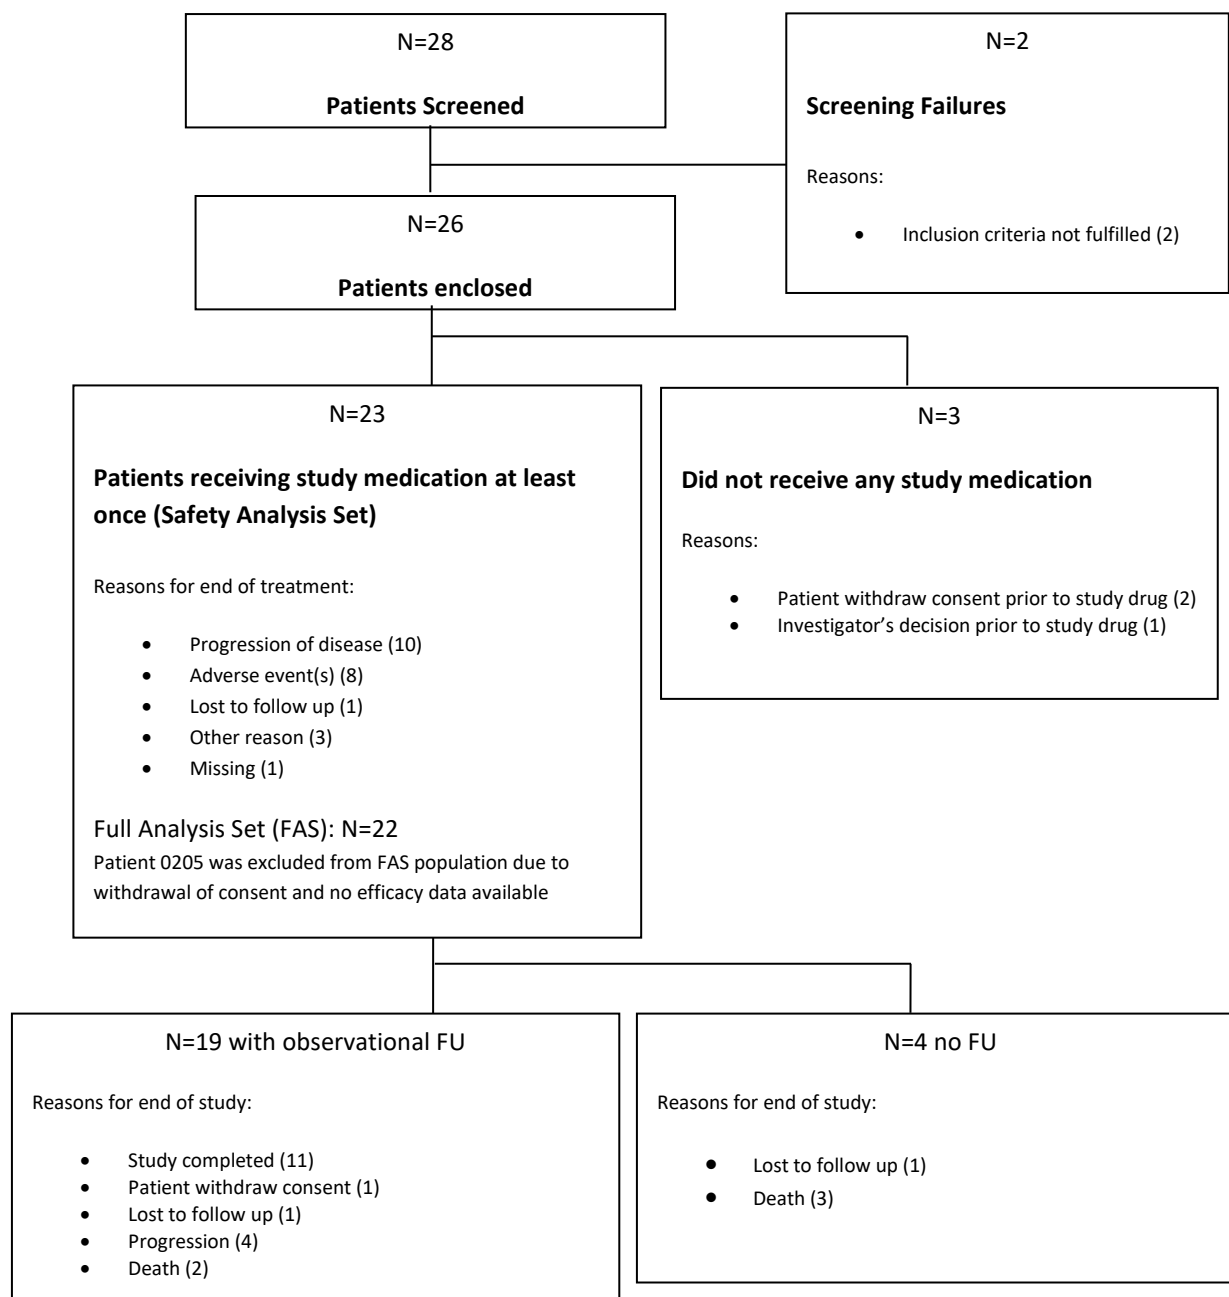 N=28
Patients Screened
N=2
Screening Failures
Reasons:
• Inclusion criteria not fulfilled (2)
N=26
Patients enclosed
N=23
Patients receiving study medication at least
once (Safety Analysis Set)
Reasons for end of treatment:
• Progression of disease (10)
• Adverse event(s) (8)
• Lost to follow up (1)
• Other reason (3)
• Missing (1)
Full Analysis Set (FAS): N=22
Patient 0205 was excluded from FAS population due to
withdrawal of consent and no efficacy data available
N=3
Did not receive any study medication
Reasons:
• Patient withdraw consent prior to study drug (2)
• Investigator’s decision prior to study drug (1)
N=19 with observational FU
Reasons for end of study:
• Study completed (11)
• Patient withdraw consent (1)
• Lost to follow up (1)
• Progression (4)
• Death (2)
N=4 no FU
Reasons for end of study:
• Lost to follow up (1)
• Death (3)